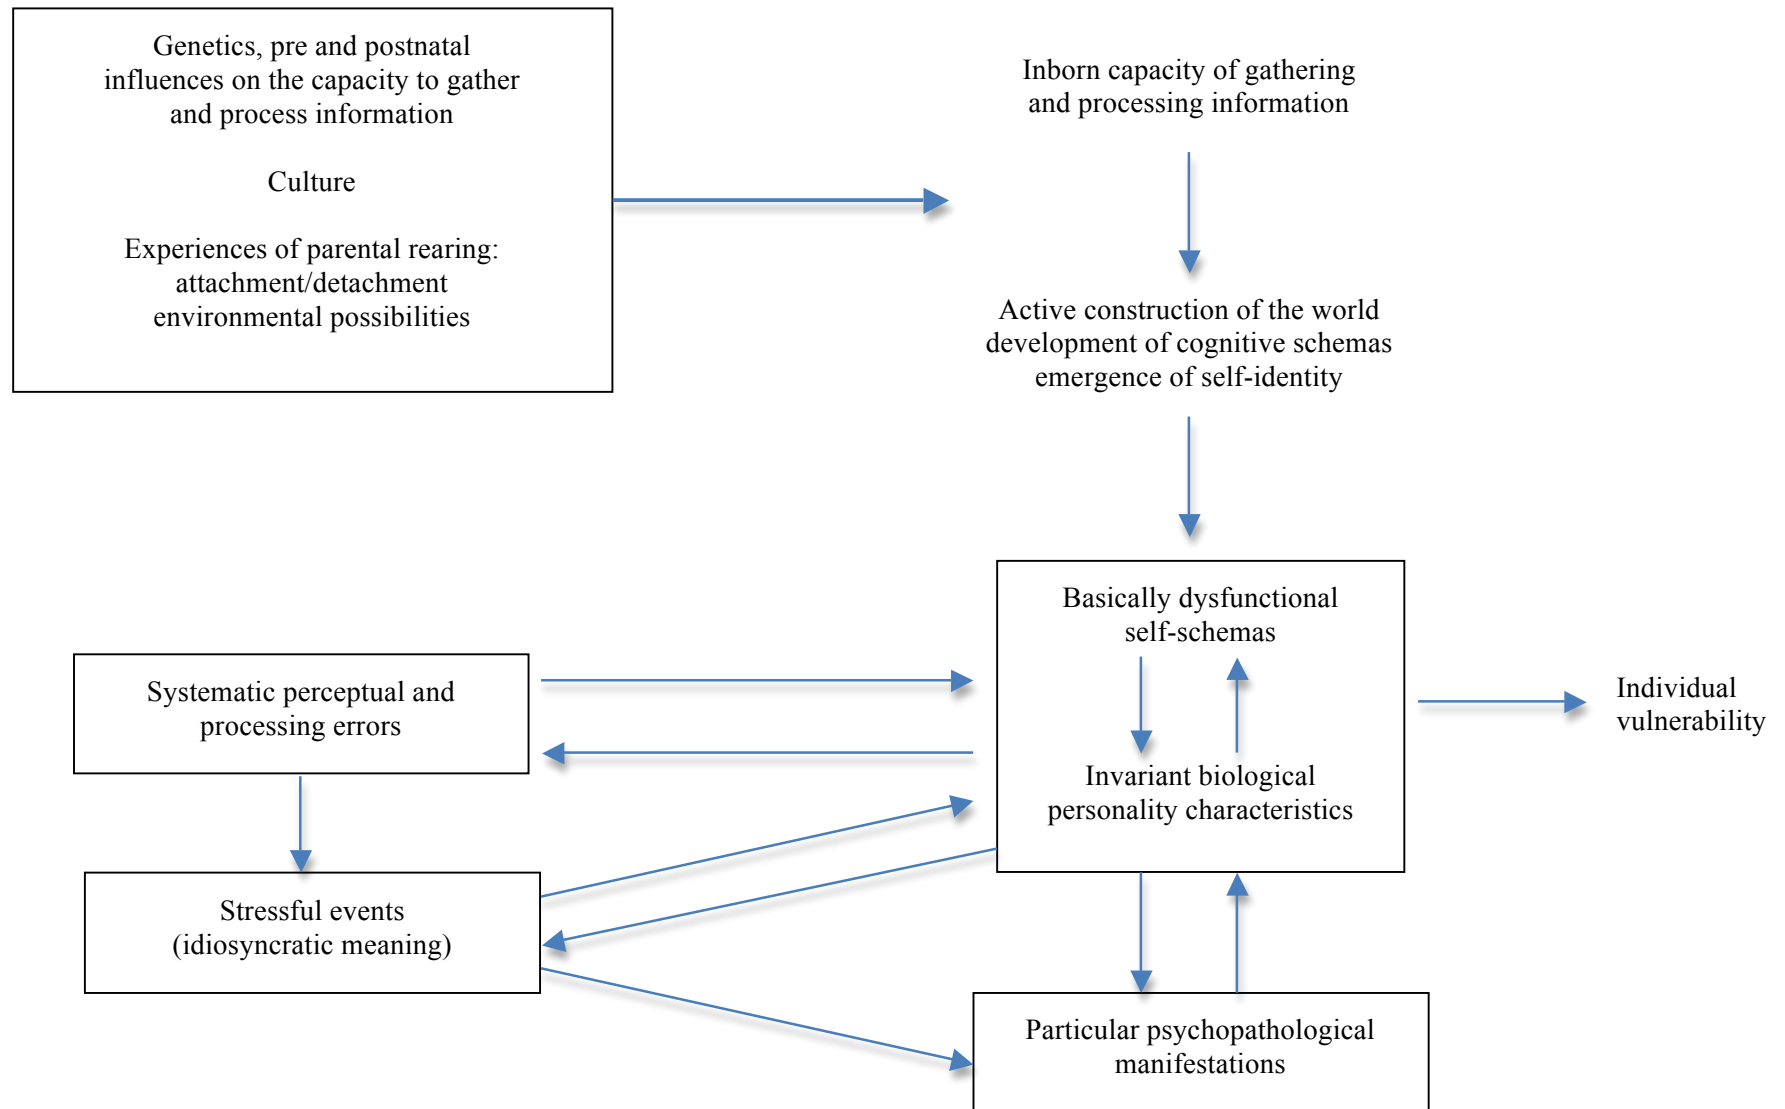 Genetics, pre and postnatal
influences on the capacity to gather
and process information
Culture
Experiences of parental rearing:
attachment/detachment
environmental possibilities
Inborn capacity of gathering
and processing information
Active construction of the world
development of cognitive schemas
emergence of self-identity
Basically dysfunctional
self-schemas
Invariant biological
personality characteristics
Individual
vulnerability
Systematic perceptual and
processing errors
Stressful events
(idiosyncratic meaning)
Particular psychopathological
manifestations